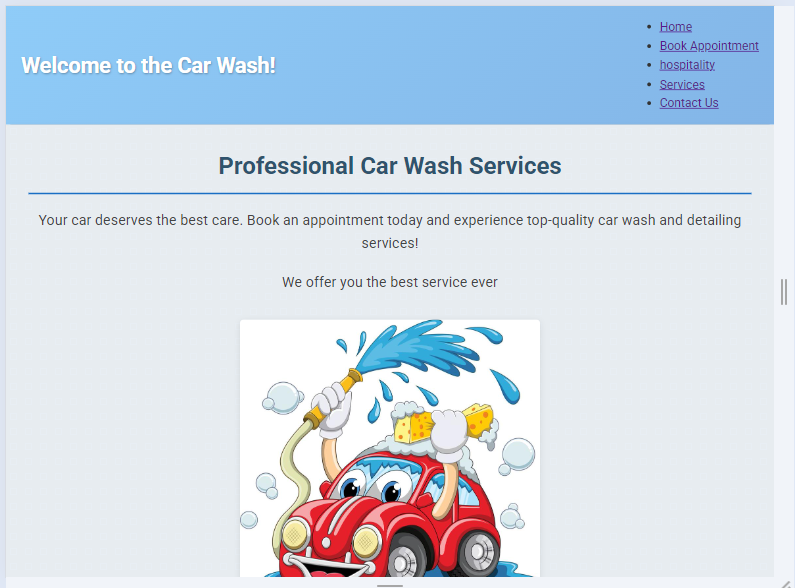 Welcome to the Car Wash!
Home
Book Appointment
hospitality
Services
Contact Us
Professional Car Wash Services
Your car deserves the best care. Book an appointment today and experience top-quality car wash and detailing
services!
We offer you the best service ever